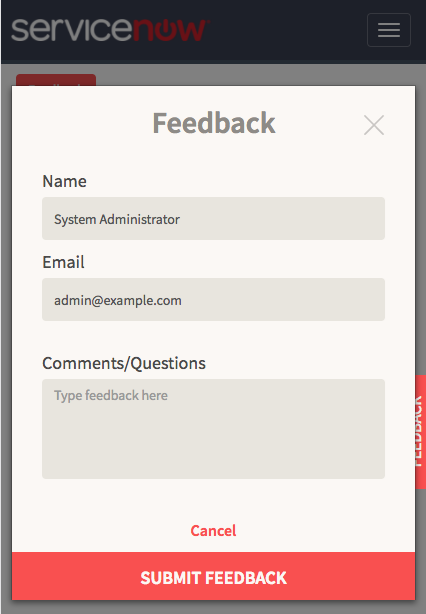 servicenow
Feedback
Name
System Administrator
Email
admin@example.com
Comments/Questions
Type feedback here
FEEDBACK
Cancel
SUBMIT FEEDBACK